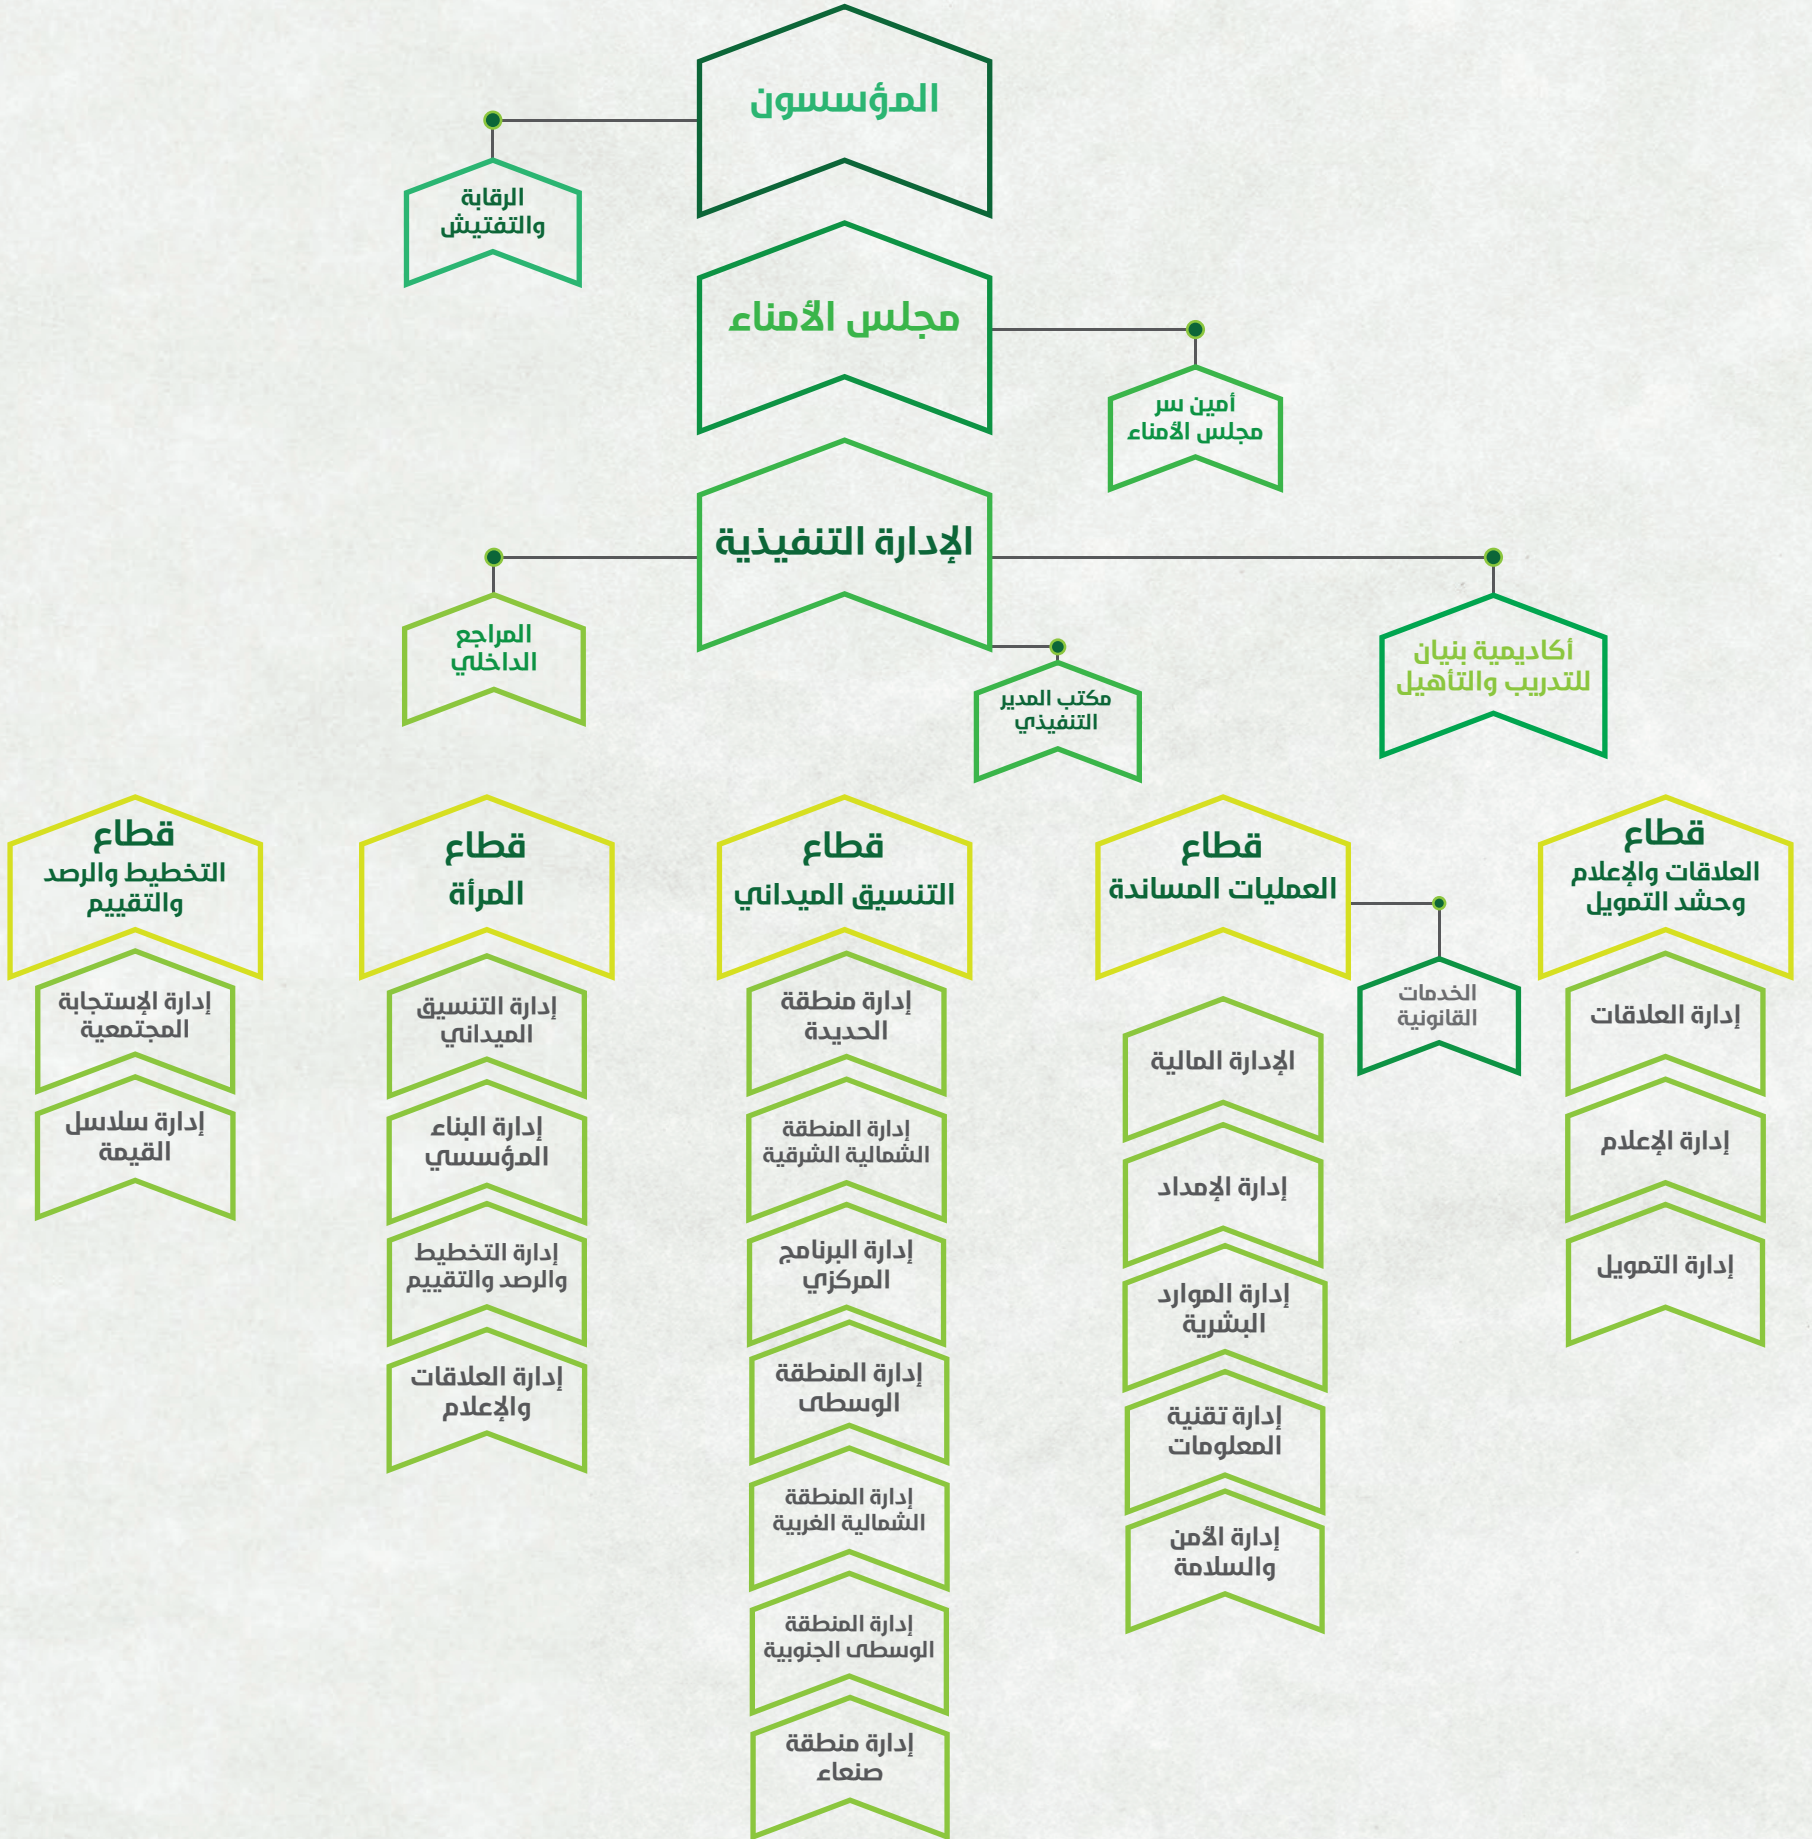 المؤسسون
الرقابة
والتفتيش
مجلس الأمناء
أمين سر
مجلس الأمناء
الإدارة التنفيذية
أكاديمية بنيان
للتدريب والتأهيل
المراجع
الداخلي
مكتب المدير
التنفيذي
قطاع
العلاقات والإعلام
وحشد التمويل
إدارة العلاقات
إدارة الإعلام
إدارة التمويل
قطاع
العمليات المساندة
الخدمات
القانونية
الإدارة المالية
إدارة الإمداد
إدارة الموارد
البشرية
إدارة تقنية
المعلومات
إدارة الأمن
والسلامة
قطاع
التنسيق الميداني
إدارة منطقة
الحديدة
إدارة المنطقة
الشمالية الشرقية
إدارة البرنامج
المركزي
إدارة المنطقة
الوسطى
إدارة المنطقة
الشمالية الغربية
إدارة المنطقة
الوسطى الجنوبية
إدارة منطقة
صنعاء
قطاع
المرأة
إدارة التنسيق
الميداني
إدارة البناء
المؤسسي
إدارة التخطيط
والرصد والتقييم
إدارة العلاقات
والإعلام
قطاع
التخطيط والرصد
والتقييم
إدارة الإستجابة
المجتمعية
إدارة سلاسل
القيمة